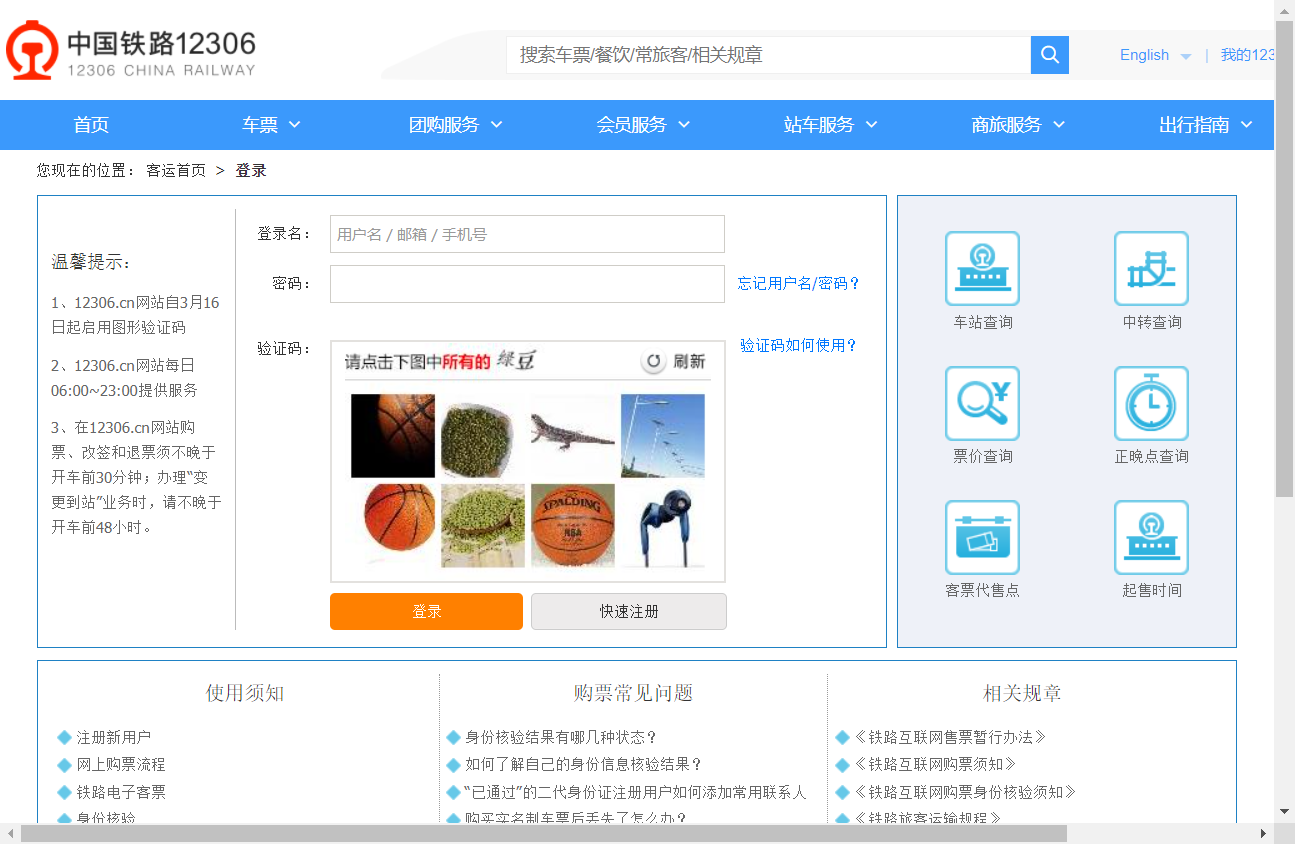 中国铁路12306
12306 CHINA RAILWAY
搜索车票/餐饮/常旅客/相关规章
English | 我的123
首页 车票 团购服务 会员服务 站车服务 商旅服务 出行指南
您现在的位置： 客运首页 > 登录
温馨提示：
1、12306.cn网站自3月16
日起启用图形验证码
2、12306.cn网站每日
06:00~23:00提供服务
3、在12306.cn网站购
票、改签和退票须不晚于
开车前30分钟；办理“变
更到站”业务时，请不晚于
开车前48小时。
登录名： 用户名 / 邮箱 / 手机号
密码： 忘记用户名/密码？
验证码： 验证码如何使用？
请点击下图中所有的 绿豆 刷新
SPALDING
NBA
登录 快速注册
车站查询 中转查询
票价查询 正晚点查询
客票代售点 起售时间
使用须知
注册新用户
网上购票流程
铁路电子客票
身份核验
购票常见问题
身份核验结果有哪几种状态？
如何了解自己的身份信息核验结果？
“已通过”的二代身份证注册用户如何添加常用联系人
购买实名制车票后丢失了怎么办？
相关规章
《铁路互联网售票暂行办法》
《铁路互联网购票须知》
《铁路互联网购票身份核验须知》
《铁路旅客运输规程》